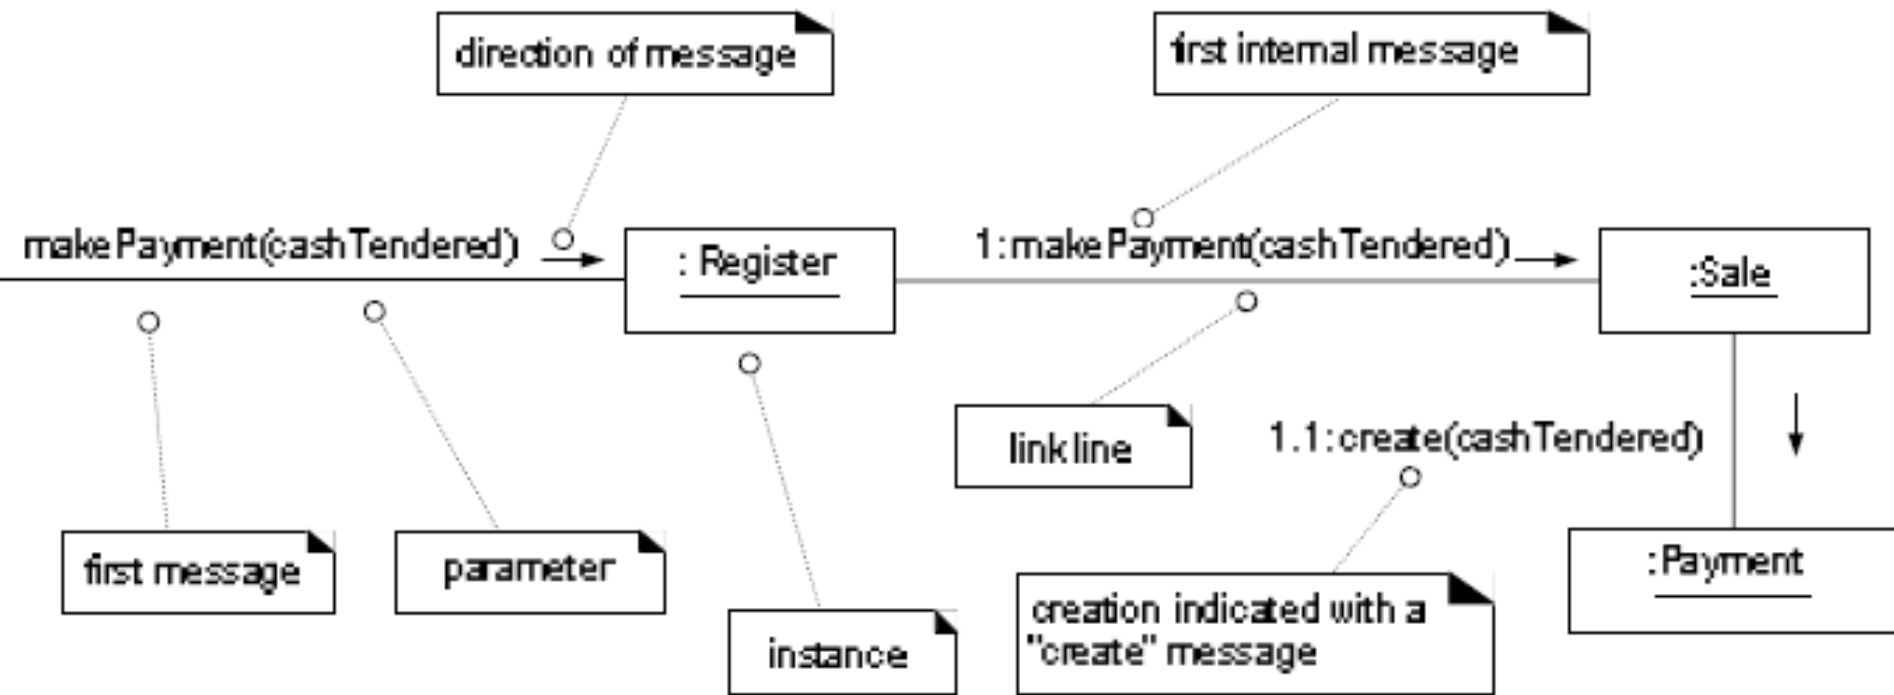 direction of message
first internal message
makePayment(cashTendered)
: Register
1:makePayment(cashTendered)
:Sale
link line
1.1:create(cashTendered)
first message
parameter
instance
creation indicated with a
"create" message
:Payment